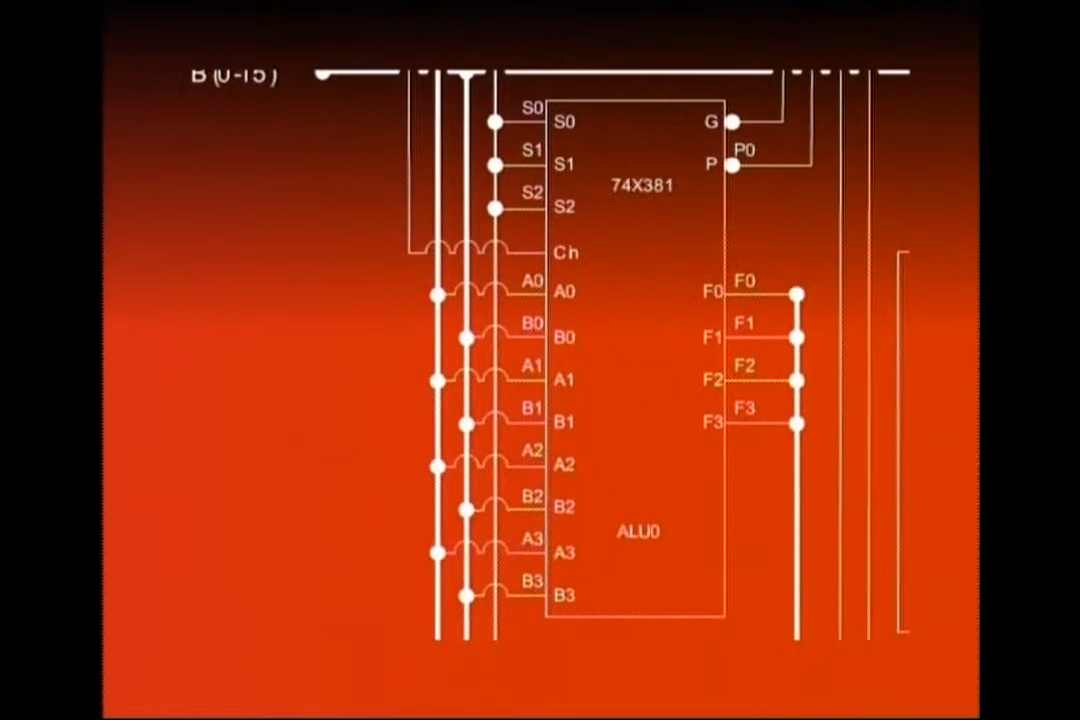 B (0-15)
S0 S0 G
S1 S1 P P0
74X381
S2 S2
Ch
A0 A0 F0 F0
B0 B0 F1 F1
A1 A1 F2 F2
B1 B1 F3 F3
A2 A2
B2 B2
ALU0
A3 A3
B3 B3